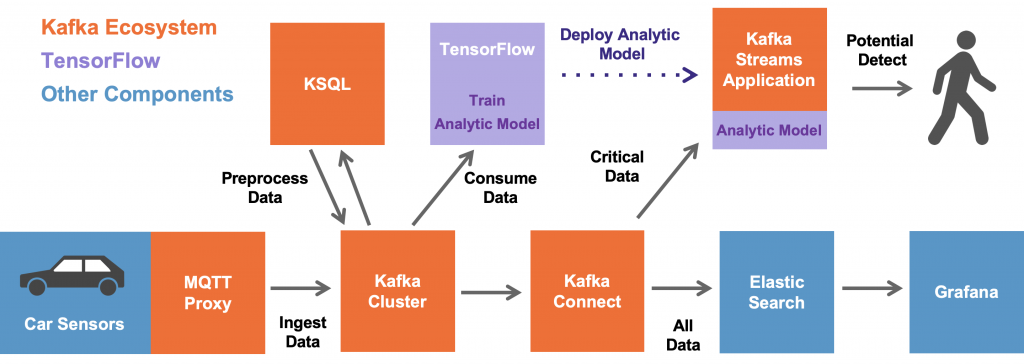 Kafka Ecosystem
TensorFlow
Other Components
KSQL
TensorFlow
Train
Analytic Model
Deploy Analytic
Model
Kafka
Streams
Application
Analytic Model
Potential
Detect
Preprocess
Data
Consume
Data
Critical
Data
Car Sensors
MQTT
Proxy
Ingest
Data
Kafka
Cluster
Kafka
Connect
All
Data
Elastic
Search
Grafana